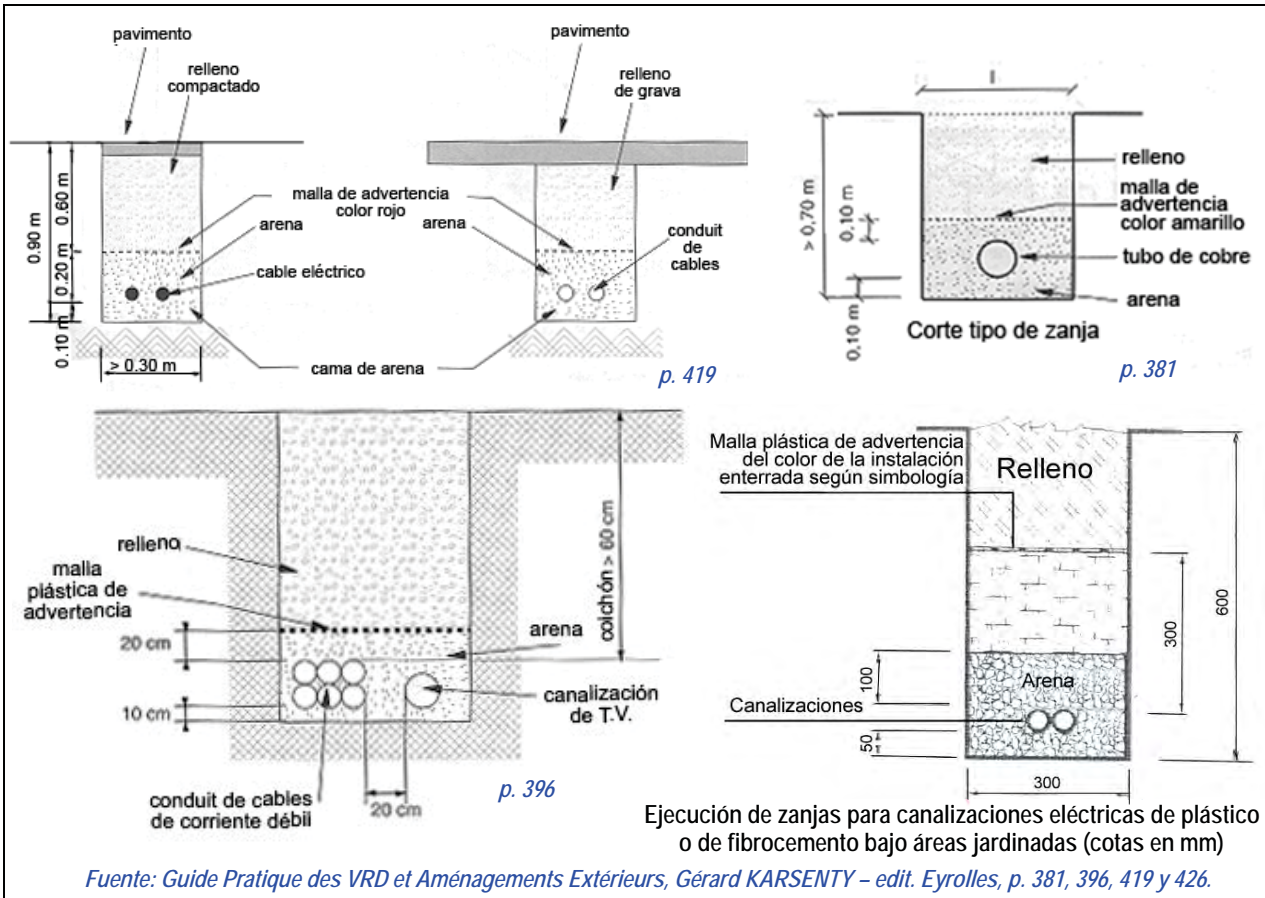 pavimento
relleno
compactado
0.90 m
0.60 m
0.20 m
0.10 m
> 0.30 m
malla de advertencia
color rojo
arena
cable eléctrico
cama de arena
pavimento
relleno
de grava
arena
conduit
de
cables
p. 419
l
> 0,70 m
0,10 m
0,10 m
relleno
malla de
advertencia
color amarillo
tubo de cobre
arena
Corte tipo de zanja
p. 381
relleno
malla
plástica de
advertencia
20 cm
10 cm
conduit de cables
de corriente débil
20 cm
colchón > 60 cm
arena
canalización
de T.V.
p. 396
Malla plástica de advertencia
del color de la instalación
enterrada según simbología
Relleno
Arena
Canalizaciones
100
50
300
600
300
Ejecución de zanjas para canalizaciones eléctricas de plástico
o de fibrocemento bajo áreas jardinadas (cotas en mm)
Fuente: Guide Pratique des VRD et Aménagements Extérieurs, Gérard KARSENTY – edit. Eyrolles, p. 381, 396, 419 y 426.